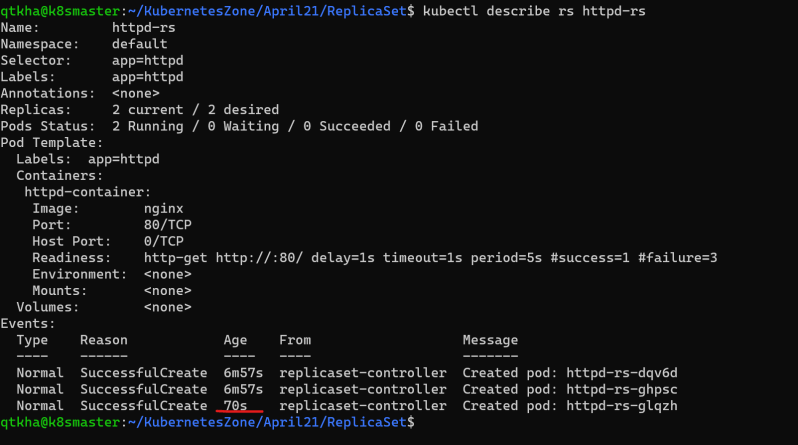 qtkha@k8smaster:~/KubernetesZone/April21/ReplicaSet$ kubectl describe rs httpd-rs
Name:         httpd-rs
Namespace:    default
Selector:     app=httpd
Labels:       app=httpd
Annotations:  <none>
Replicas:     2 current / 2 desired
Pods Status:  2 Running / 0 Waiting / 0 Succeeded / 0 Failed
Pod Template:
  Labels:  app=httpd
  Containers:
   httpd-container:
    Image:        nginx
    Port:         80/TCP
    Host Port:    0/TCP
    Readiness:    http-get http://:80/ delay=1s timeout=1s period=5s #success=1 #failure=3
    Environment:  <none>
    Mounts:       <none>
  Volumes:        <none>
Events:
  Type    Reason            Age    From                   Message
  ----    ------            ----   ----                   -------
  Normal  SuccessfulCreate  6m57s  replicaset-controller  Created pod: httpd-rs-dqv6d
  Normal  SuccessfulCreate  6m57s  replicaset-controller  Created pod: httpd-rs-ghpsc
  Normal  SuccessfulCreate  70s    replicaset-controller  Created pod: httpd-rs-glqzh
qtkha@k8smaster:~/KubernetesZone/April21/ReplicaSet$